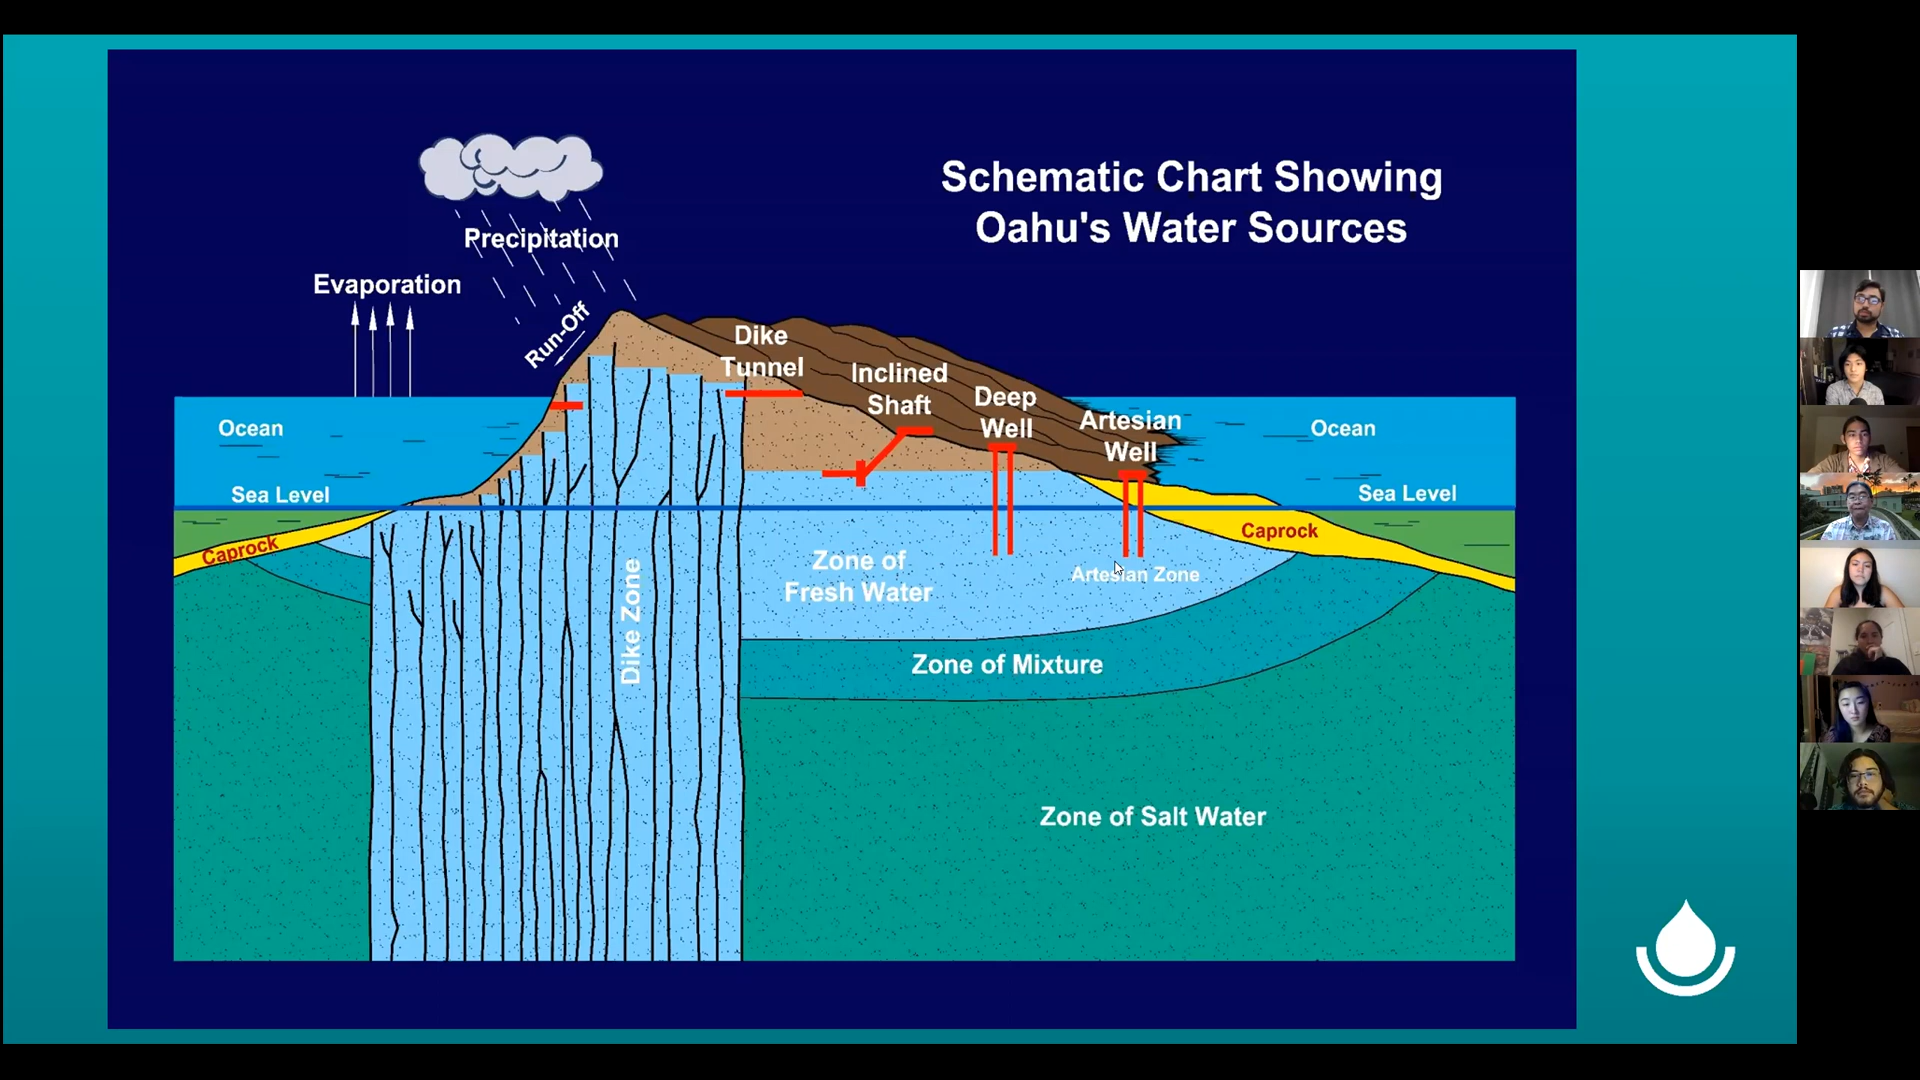 Schematic Chart Showing
Oahu's Water Sources
Precipitation
Evaporation
Run-Off
Dike
Tunnel
Inclined
Shaft
Deep
Well
Artesian
Well
Ocean
Ocean
Sea Level
Sea Level
Caprock
Caprock
Zone of
Fresh Water
Artesian Zone
Dike Zone
Zone of Mixture
Zone of Salt Water